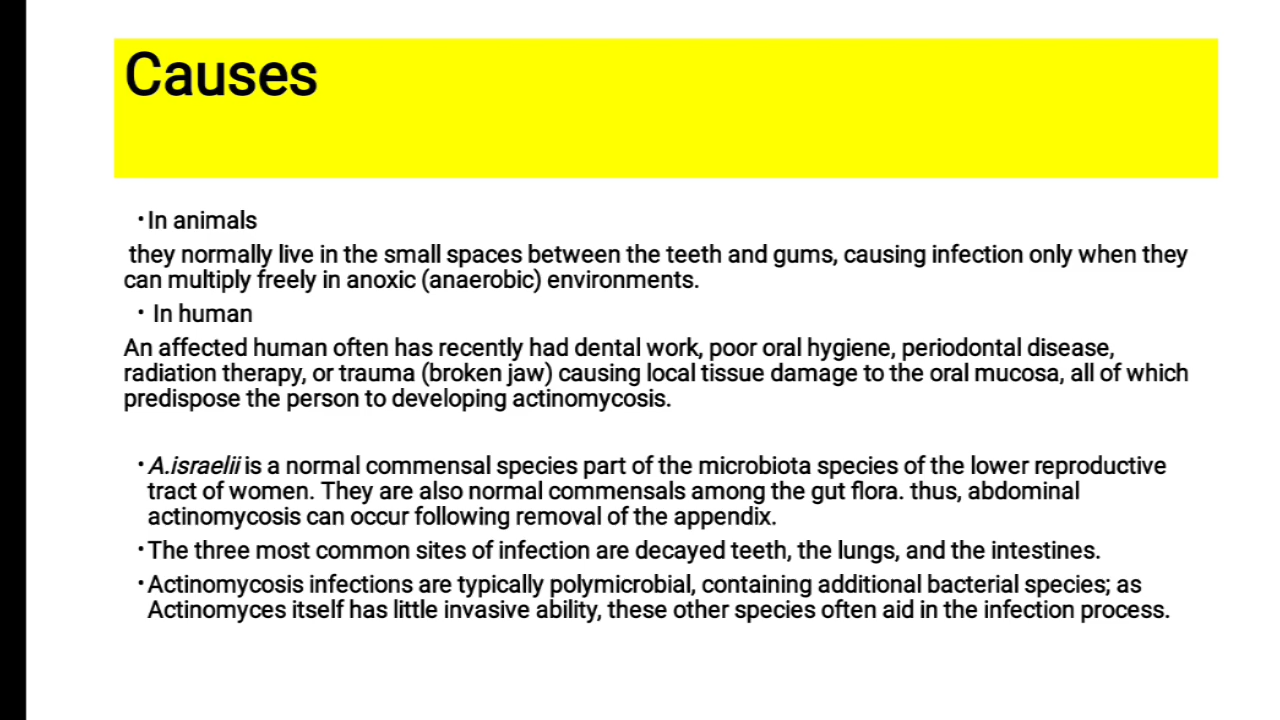 Causes
•In animals
they normally live in the small spaces between the teeth and gums, causing infection only when they
can multiply freely in anoxic (anaerobic) environments.
• In human
An affected human often has recently had dental work, poor oral hygiene, periodontal disease,
radiation therapy, or trauma (broken jaw) causing local tissue damage to the oral mucosa, all of which
predispose the person to developing actinomycosis.
•A.israelii is a normal commensal species part of the microbiota species of the lower reproductive
tract of women. They are also normal commensals among the gut flora. thus, abdominal
actinomycosis can occur following removal of the appendix.
•The three most common sites of infection are decayed teeth, the lungs, and the intestines.
•Actinomycosis infections are typically polymicrobial, containing additional bacterial species; as
Actinomyces itself has little invasive ability, these other species often aid in the infection process.